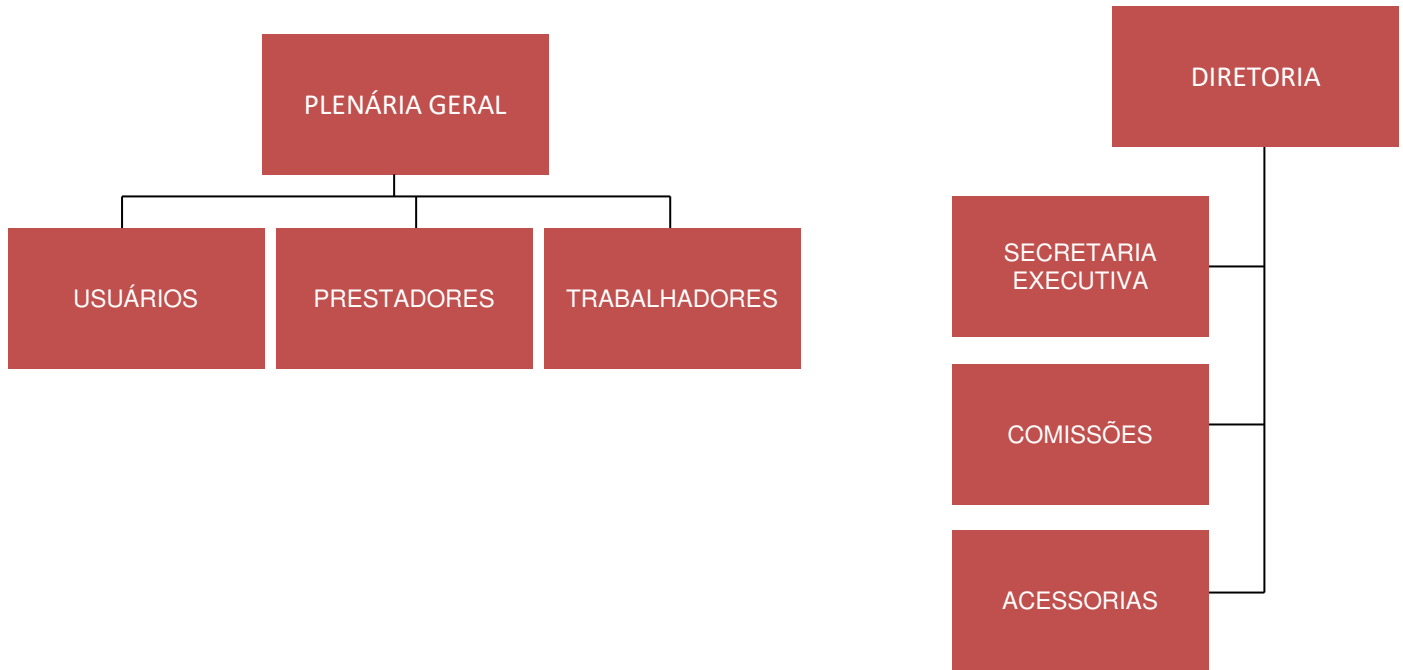 PLENÁRIA GERAL
USUÁRIOS
PRESTADORES
TRABALHADORES
DIRETORIA
SECRETARIA
EXECUTIVA
COMISSÕES
ACESSORIAS